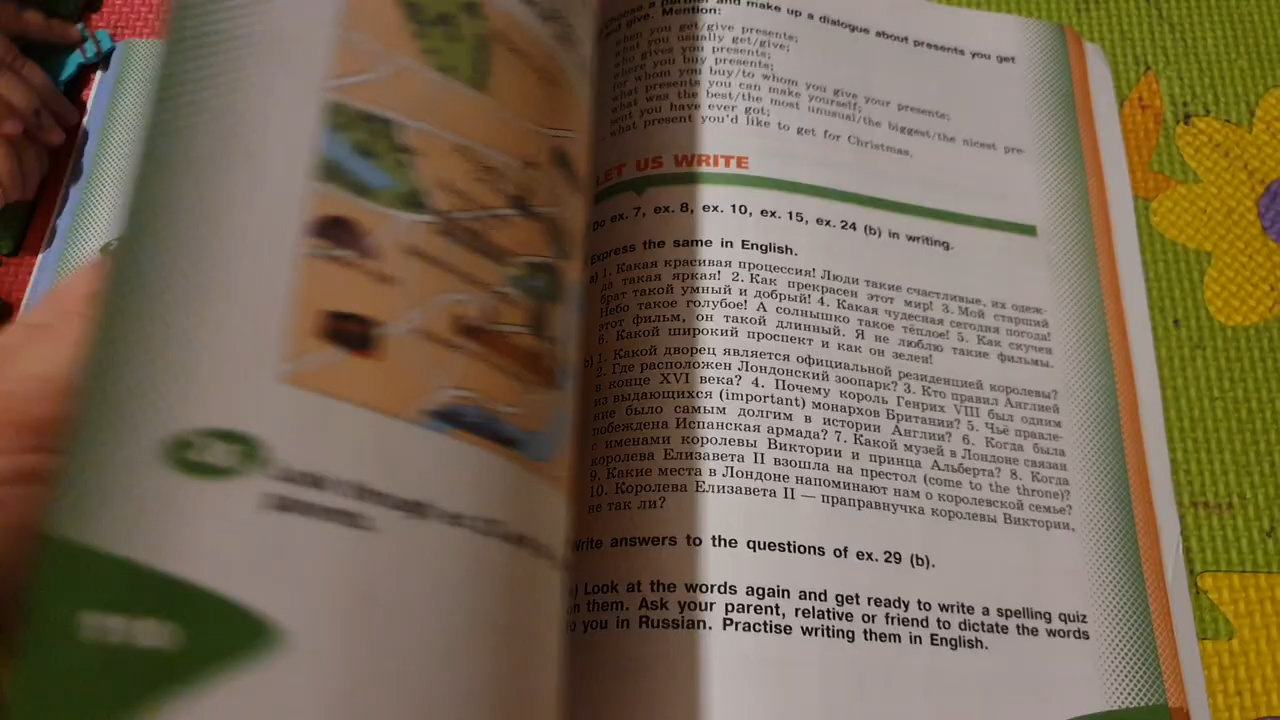 Choose a partner and make up a dialogue about presents you get
and give. Mention:
when you get/give presents;
what you usually get/give;
who gives you presents;
where you buy presents;
for whom you buy/to whom you give your presents;
what presents you can make yourself;
what was the best/the most unusual/the biggest/the nicest pre-
sent you have ever got;
what present you'd like to get for Christmas.
LET US WRITE
Do ex. 7, ex. 8, ex. 10, ex. 15, ex. 24 (b) in writing.
Express the same in English.
a) 1. Какая красивая процессия! Люди такие счастливые, их одеж-
да такая яркая! 2. Как прекрасен этот мир! 3. Мой старший
брат такой умный и добрый! 4. Какая чудесная сегодня погода!
Небо такое голубое! А солнышко такое тёплое! 5. Как скучен
этот фильм, он такой длинный. Я не люблю такие фильмы.
6. Какой широкий проспект и как он зелен!
b) 1. Какой дворец является официальной резиденцией королевы?
2. Где расположен Лондонский зоопарк? 3. Кто правил Англией
в конце XVI века? 4. Почему король Генрих VIII был одним
из выдающихся (important) монархов Британии? 5. Чьё правле-
ние было самым долгим в истории Англии? 6. Когда была
побеждена Испанская армада? 7. Какой музей в Лондоне связан
с именами королевы Виктории и принца Альберта? 8. Когда
королева Елизавета II взошла на престол (come to the throne)?
9. Какие места в Лондоне напоминают нам о королевской семье?
10. Королева Елизавета II — праправнучка королевы Виктории,
не так ли?
Write answers to the questions of ex. 29 (b).
) Look at the words again and get ready to write a spelling quiz
on them. Ask your parent, relative or friend to dictate the words
to you in Russian. Practise writing them in English.